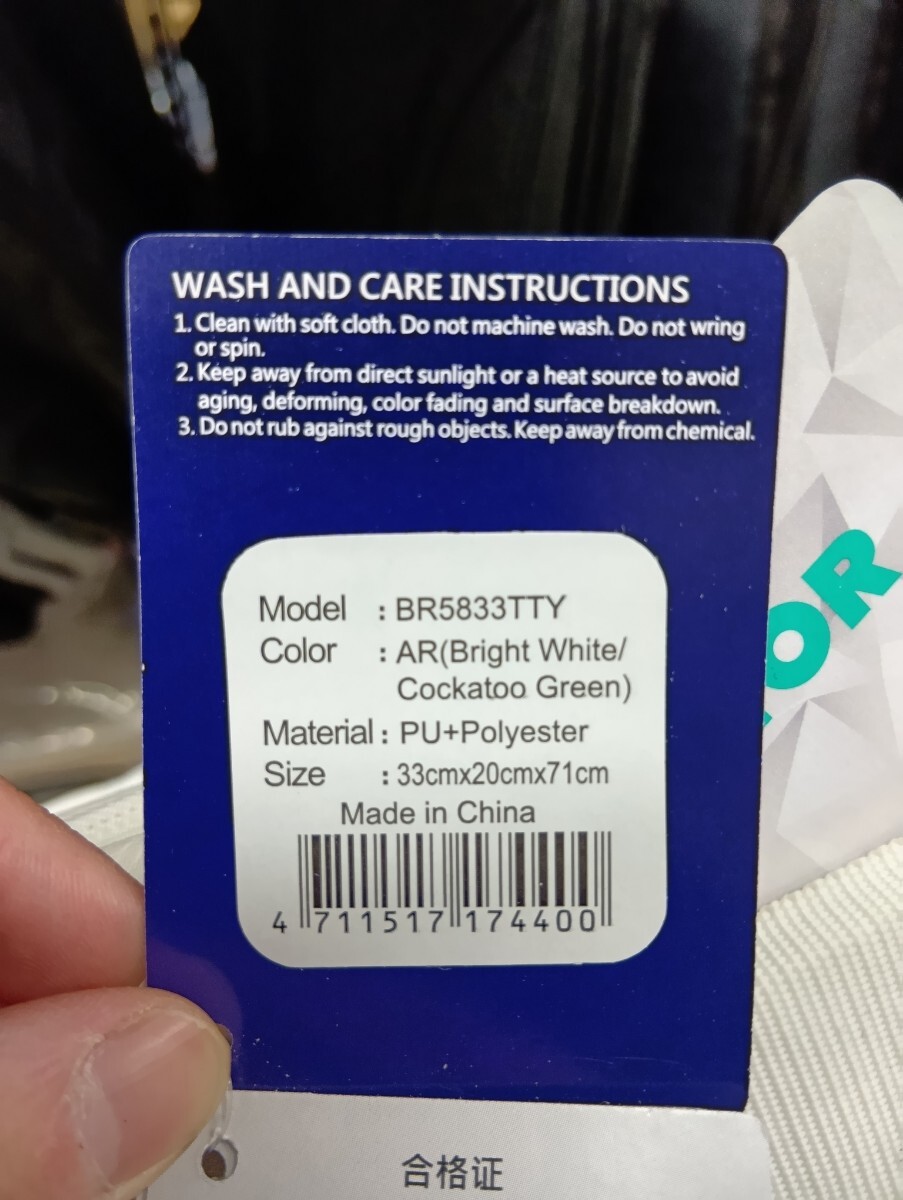 WASH AND CARE INSTRUCTIONS
1. Clean with soft cloth. Do not machine wash. Do not wring
or spin.
2. Keep away from direct sunlight or a heat source to avoid
aging, deforming, color fading and surface breakdown.
3. Do not rub against rough objects. Keep away from chemical.
Model : BR5833TTY
Color : AR(Bright White/
Cockatoo Green)
Material : PU+Polyester
Size : 33cmx20cmx71cm
Made in China
4 711517 174400
合格证